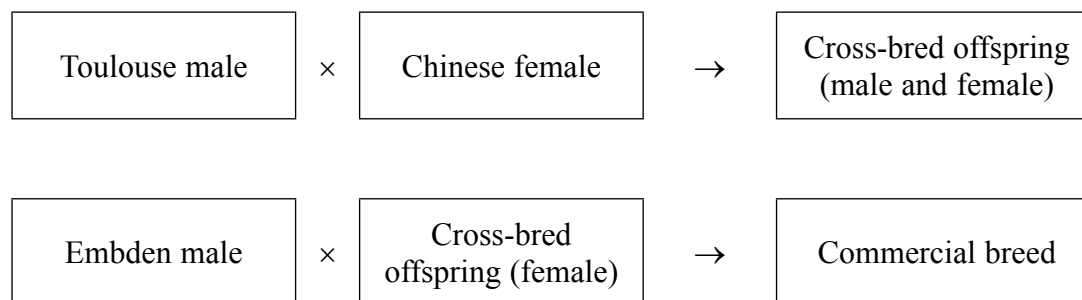 Toulouse male × Chinese female → Cross-bred offspring
(male and female)
Embden male × Cross-bred
offspring (female) → Commercial breed